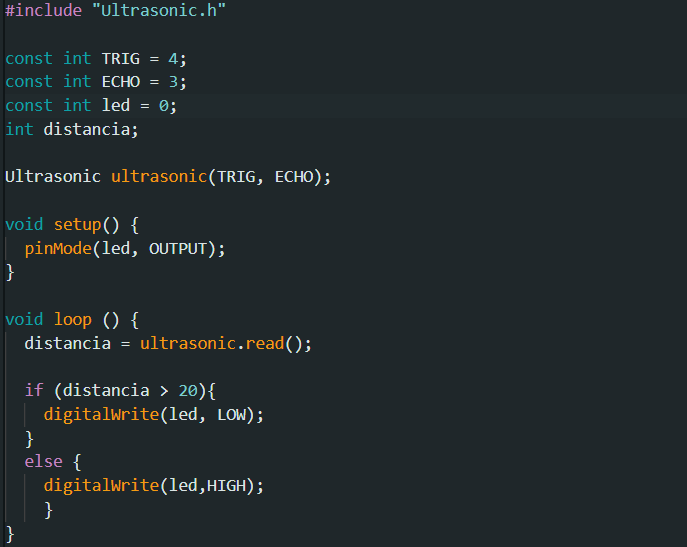 #include "Ultrasonic.h"

const int TRIG = 4;
const int ECHO = 3;
const int led = 0;
int distancia;

Ultrasonic ultrasonic(TRIG, ECHO);

void setup() {
  pinMode(led, OUTPUT);
}

void loop () {
  distancia = ultrasonic.read();

  if (distancia > 20){
    digitalWrite(led, LOW);
  }
  else {
    digitalWrite(led,HIGH);
    }
}